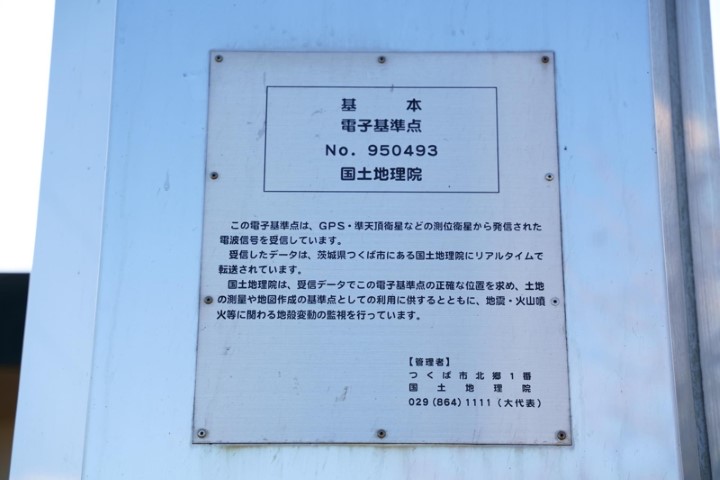 基 本
電子基準点
No. 950493
国土地理院
この電子基準点は、GPS・準天頂衛星などの測位衛星から発信された
電波信号を受信しています。
受信したデータは、茨城県つくば市にある国土地理院にリアルタイムで
転送されています。
国土地理院は、受信データでこの電子基準点の正確な位置を求め、土地
の測量や地図作成の基準点としての利用に供するとともに、地震・火山噴
火等に関わる地殻変動の監視を行っています。
【管理者】
つくば市北郷1番
国土地理院
029(864)1111(大代表)